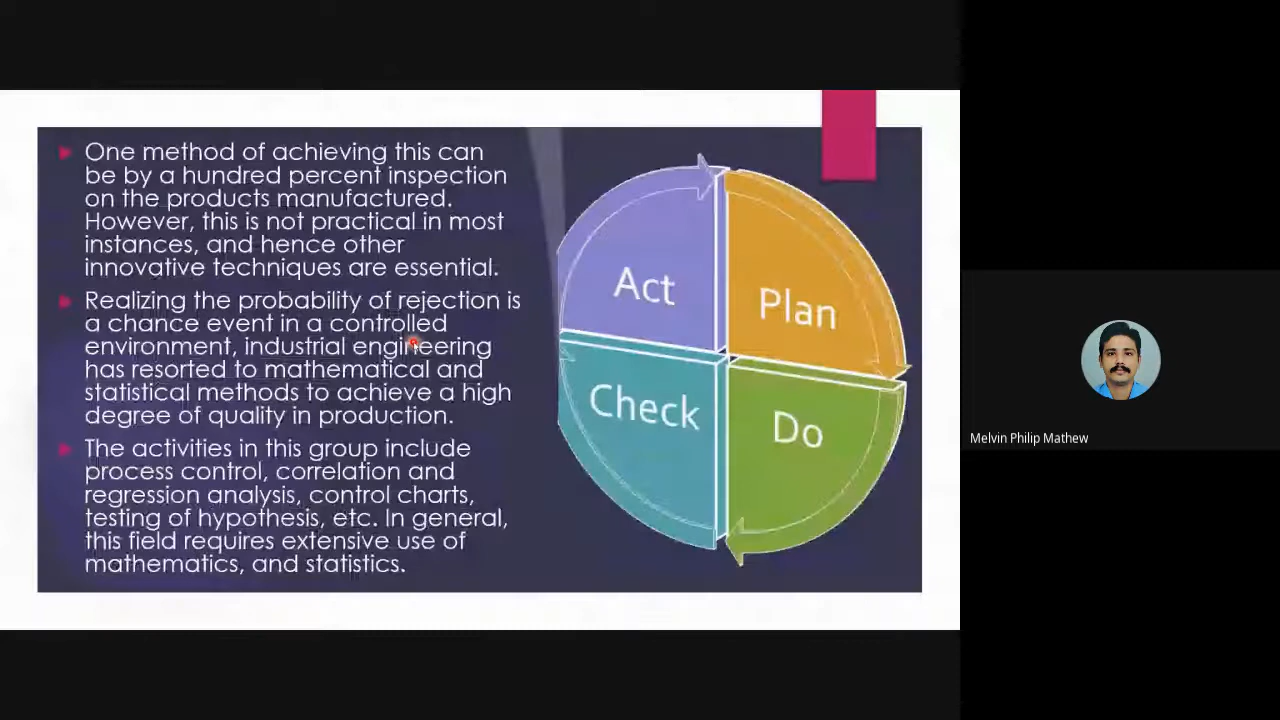 One method of achieving this can
be by a hundred percent inspection
on the products manufactured.
However, this is not practical in most
instances, and hence other
innovative techniques are essential.
Realizing the probability of rejection is
a chance event in a controlled
environment, industrial engineering
has resorted to mathematical and
statistical methods to achieve a high
degree of quality in production.
The activities in this group include
process control, correlation and
regression analysis, control charts,
testing of hypothesis, etc. In general,
this field requires extensive use of
mathematics, and statistics.
Act
Plan
Check
Do
Melvin Philip Mathew